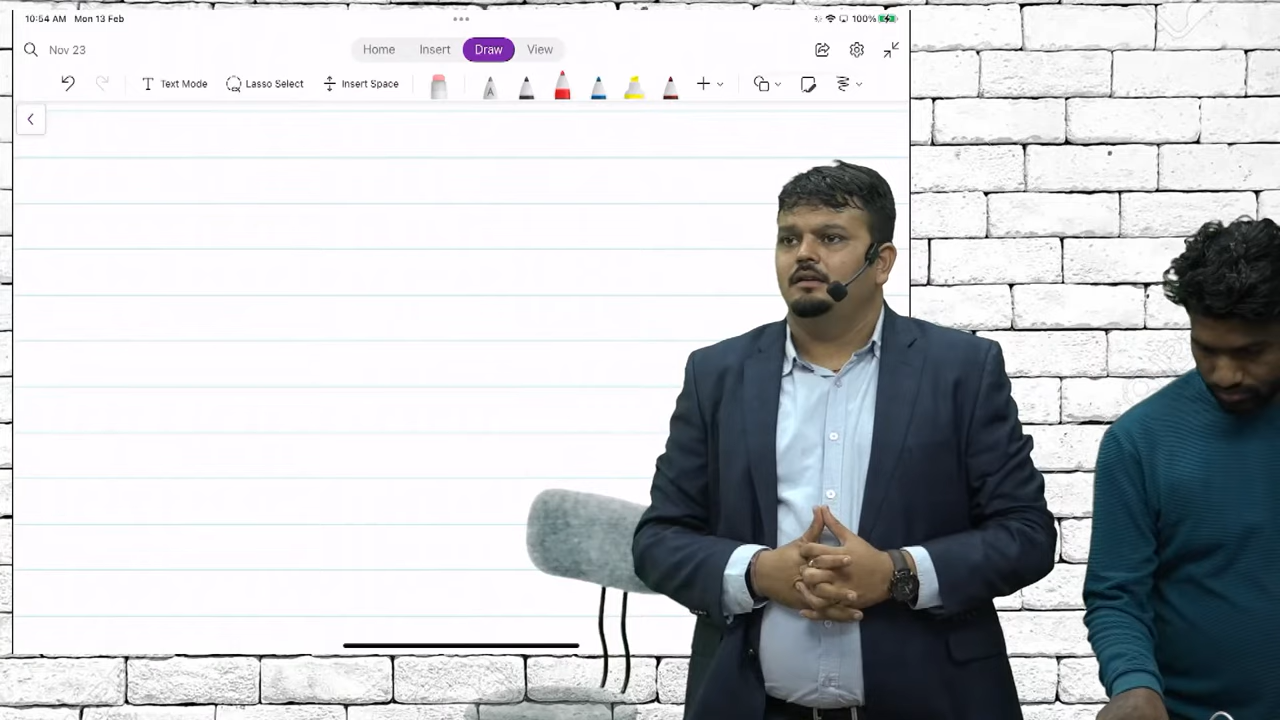 10:54 AM Mon 13 Feb
100%
Nov 23
Home Insert Draw View
Text Mode Lasso Select Insert Space
A